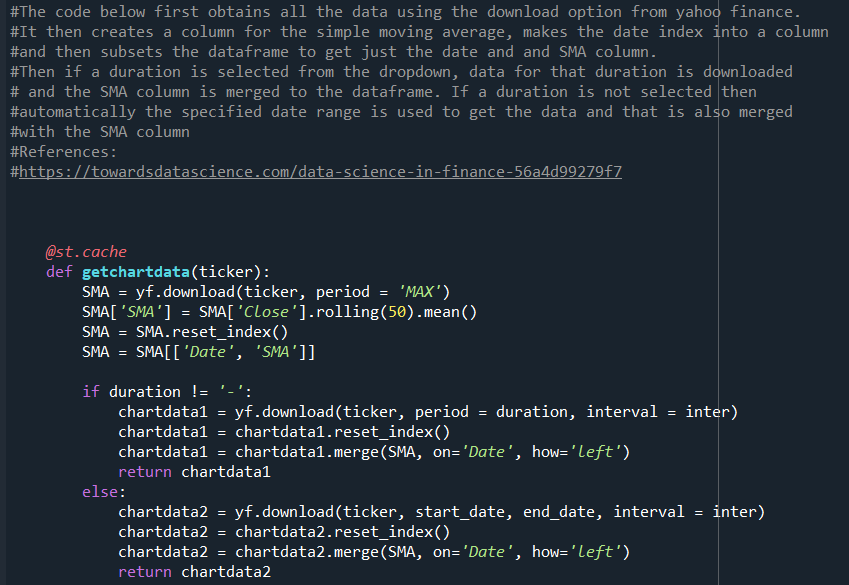 #The code below first obtains all the data using the download option from yahoo finance.
#It then creates a column for the simple moving average, makes the date index into a column
#and then subsets the dataframe to get just the date and and SMA column.
#Then if a duration is selected from the dropdown, data for that duration is downloaded
# and the SMA column is merged to the dataframe. If a duration is not selected then
#automatically the specified date range is used to get the data and that is also merged
#with the SMA column
#References:
#https://towardsdatascience.com/data-science-in-finance-56a4d99279f7
@st.cache
def getchartdata(ticker):
SMA = yf.download(ticker, period = 'MAX')
SMA['SMA'] = SMA['Close'].rolling(50).mean()
SMA = SMA.reset_index()
SMA = SMA[['Date', 'SMA']]
if duration != '-':
chartdata1 = yf.download(ticker, period = duration, interval = inter)
chartdata1 = chartdata1.reset_index()
chartdata1 = chartdata1.merge(SMA, on='Date', how='left')
return chartdata1
else:
chartdata2 = yf.download(ticker, start_date, end_date, interval = inter)
chartdata2 = chartdata2.reset_index()
chartdata2 = chartdata2.merge(SMA, on='Date', how='left')
return chartdata2